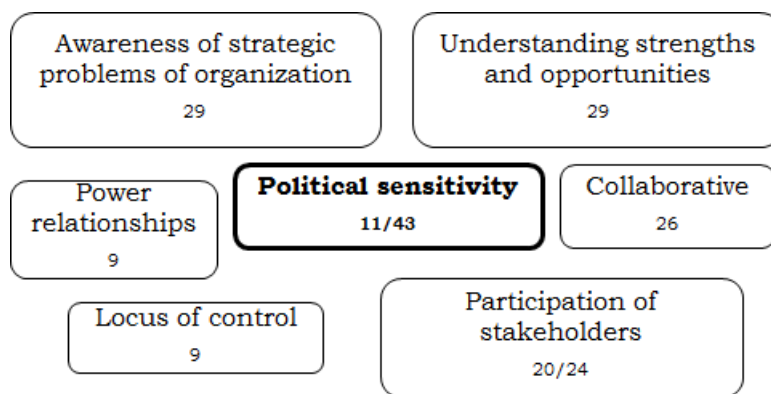 Awareness of strategic
problems of organization
29
Understanding strengths
and opportunities
29
Power
relationships
9
Political sensitivity
11/43
Collaborative
26
Locus of control
9
Participation of
stakeholders
20/24